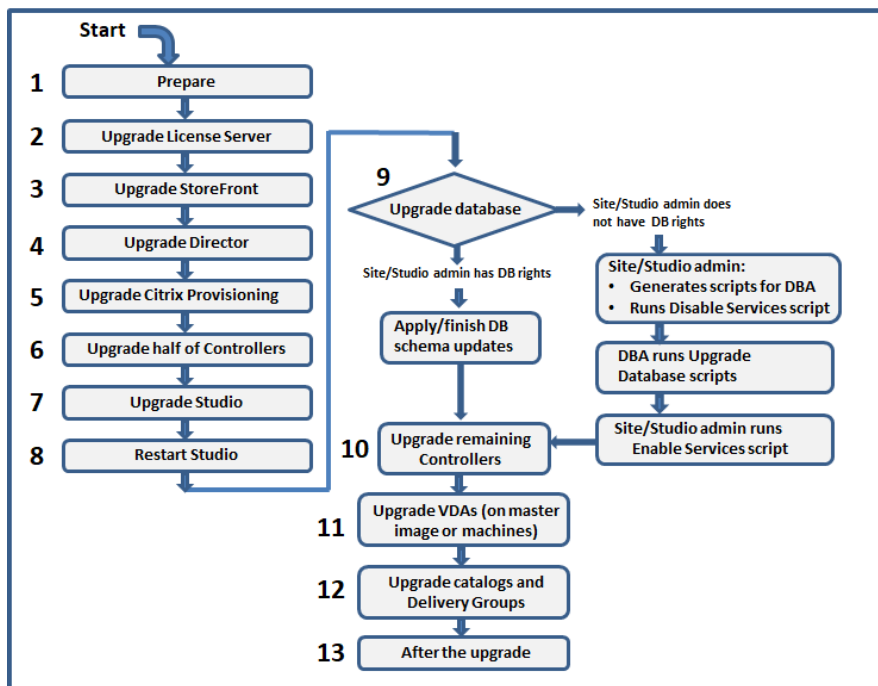 Start
1
Prepare
2
Upgrade License Server
3
Upgrade StoreFront
4
Upgrade Director
5
Upgrade Citrix Provisioning
6
Upgrade half of Controllers
7
Upgrade Studio
8
Restart Studio
9
Upgrade database
Site/Studio admin does
not have DB rights
Site/Studio admin has DB rights
Site/Studio admin:
• Generates scripts for DBA
• Runs Disable Services script
Apply/finish DB
schema updates
DBA runs Upgrade
Database scripts
Site/Studio admin runs
Enable Services script
10
Upgrade remaining
Controllers
11
Upgrade VDAs (on master
image or machines)
12
Upgrade catalogs and
Delivery Groups
13
After the upgrade